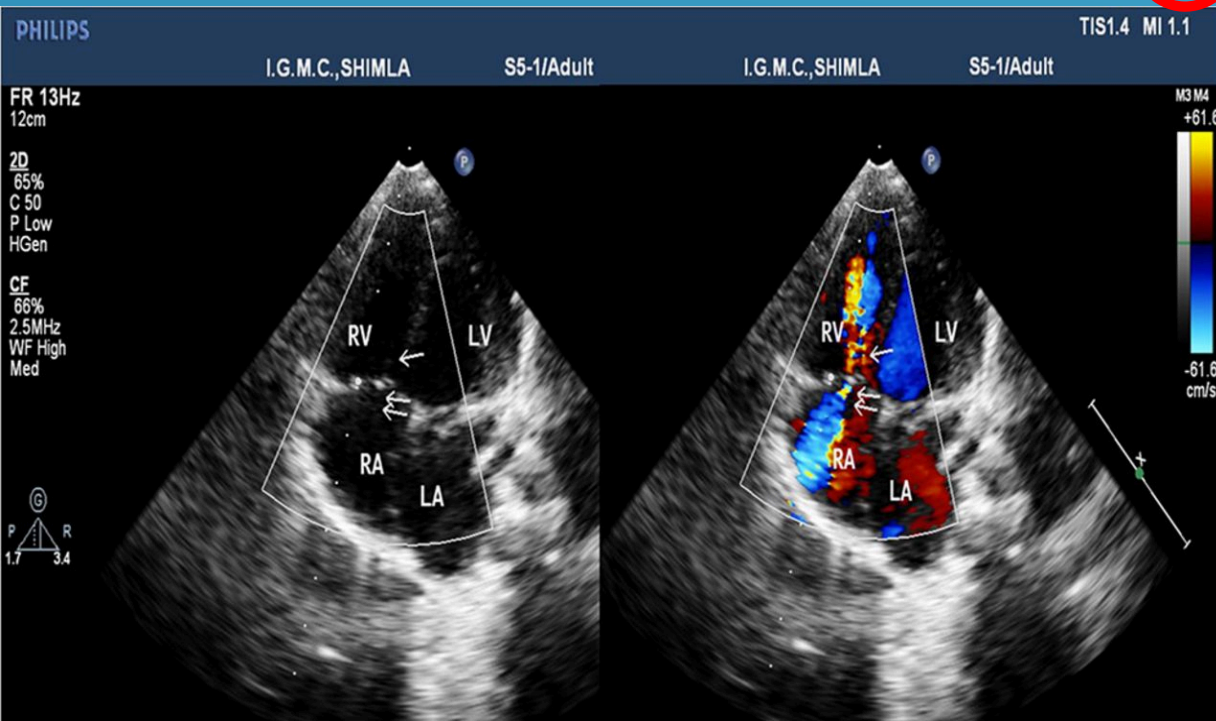 PHILIPS
TIS1.4 MI 1.1
I.G.M.C.,SHIMLA S5-1/Adult
I.G.M.C.,SHIMLA S5-1/Adult
FR 13Hz
12cm
2D
65%
C 50
P Low
HGen
CF
66%
2.5MHz
WF High
Med
M3 M4
+61.6
-61.6
cm/s
P
P
RV
LV
RA
LA
RV
LV
RA
LA
G
P R
1.7 3.4
x